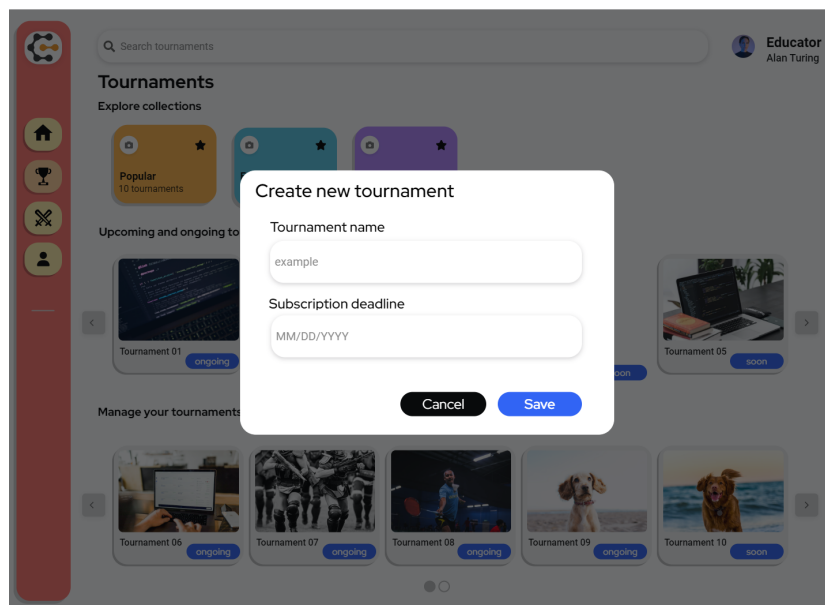 Search tournaments
Educator
Alan Turing
Tournaments
Explore collections
Popular
10 tournaments
Create new tournament
Tournament name
example
Subscription deadline
MM/DD/YYYY
Cancel
Save
Upcoming and ongoing to
Tournament 01
ongoing
oon
Tournament 05
soon
Manage your tournaments
Tournament 06
ongoing
Tournament 07
ongoing
Tournament 08
ongoing
Tournament 09
ongoing
Tournament 10
soon